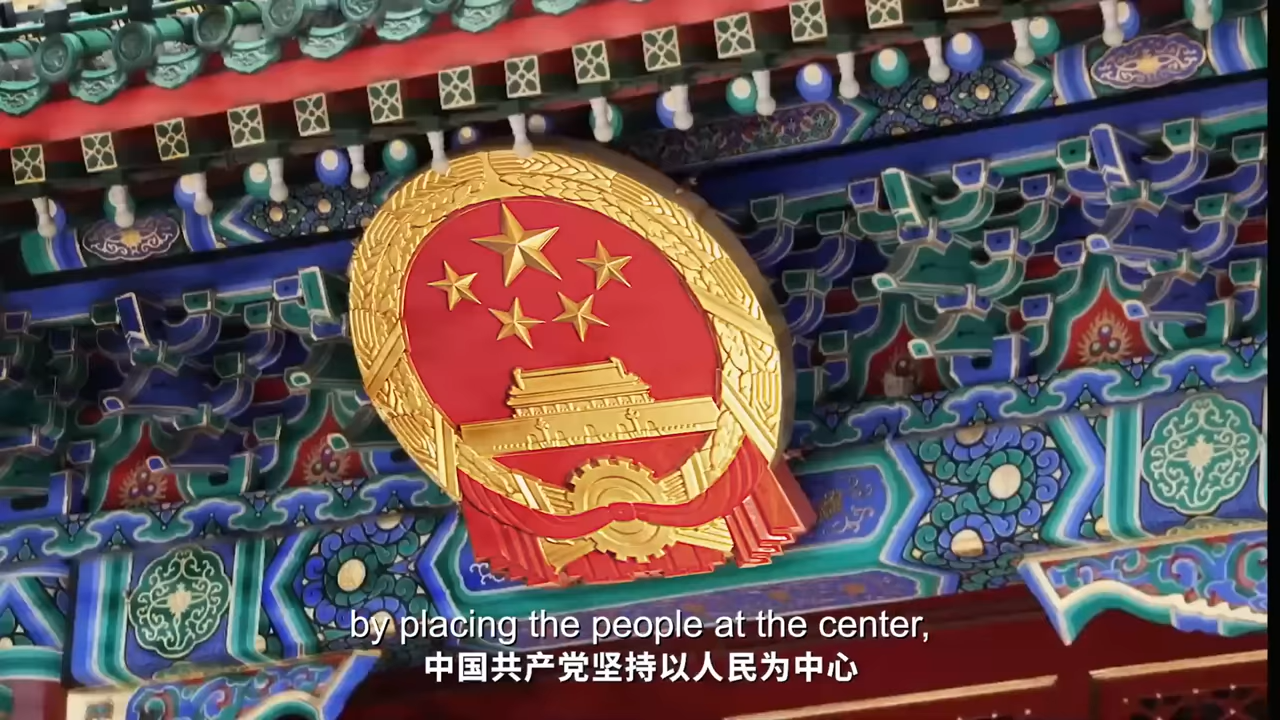 by placing the people at the center,
中国共产党坚持以人民为中心